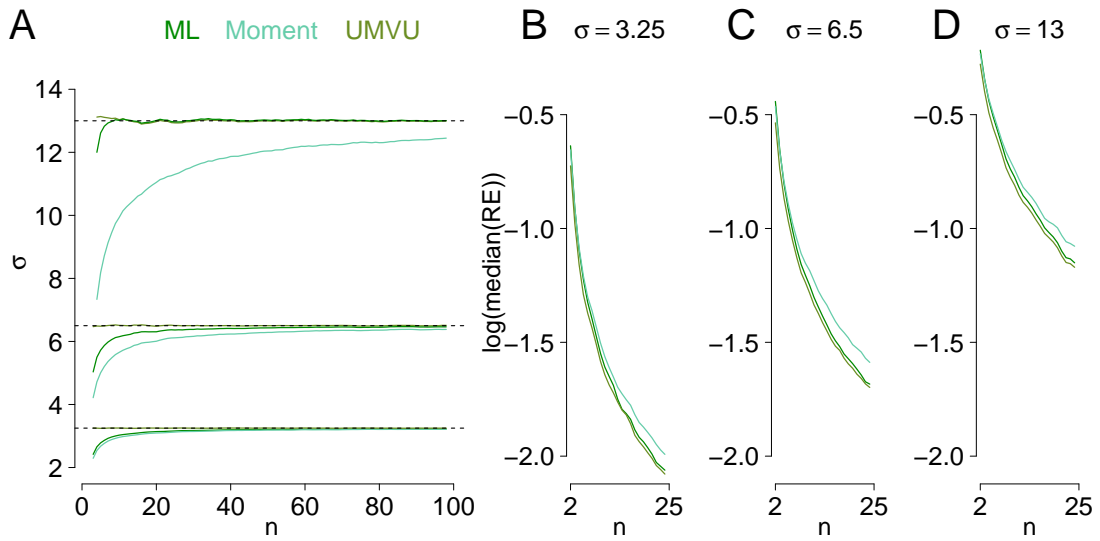 A
ML Moment UMVU
σ
14
12
10
8
6
4
2
0 20 40 60 80 100
n
B
σ = 3.25
log(median(RE))
−0.5
−1.0
−1.5
−2.0
2 25
n
C
σ = 6.5
−0.5
−1.0
−1.5
−2.0
2 25
n
D
σ = 13
−0.5
−1.0
−1.5
−2.0
2 25
n